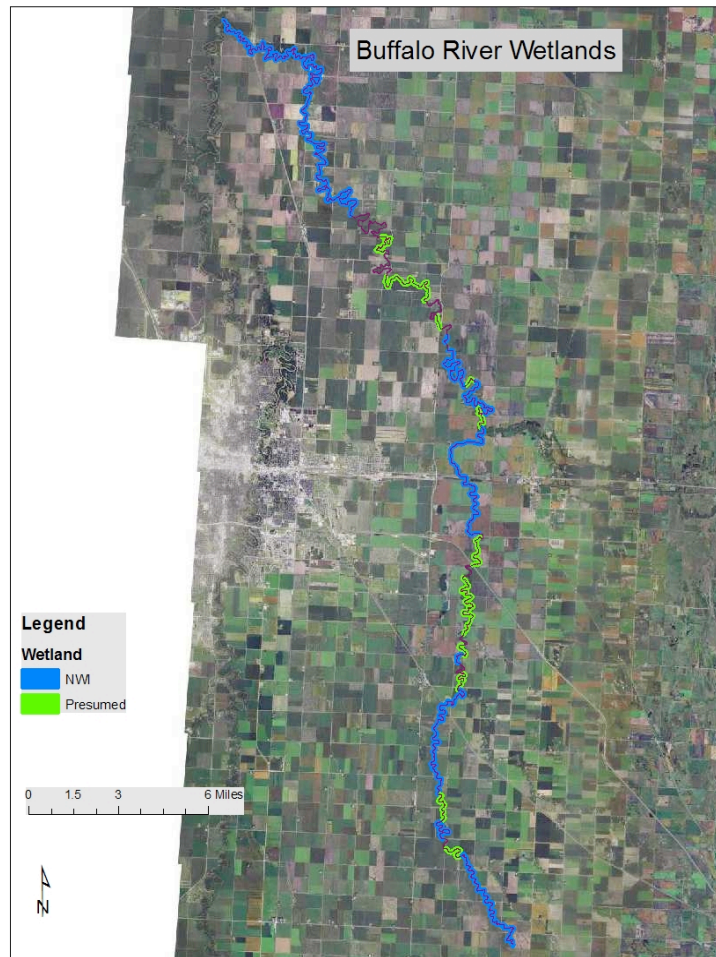 Buffalo River Wetlands
Legend
Wetland
NWI
Presumed
0 1.5 3 6 Miles
N